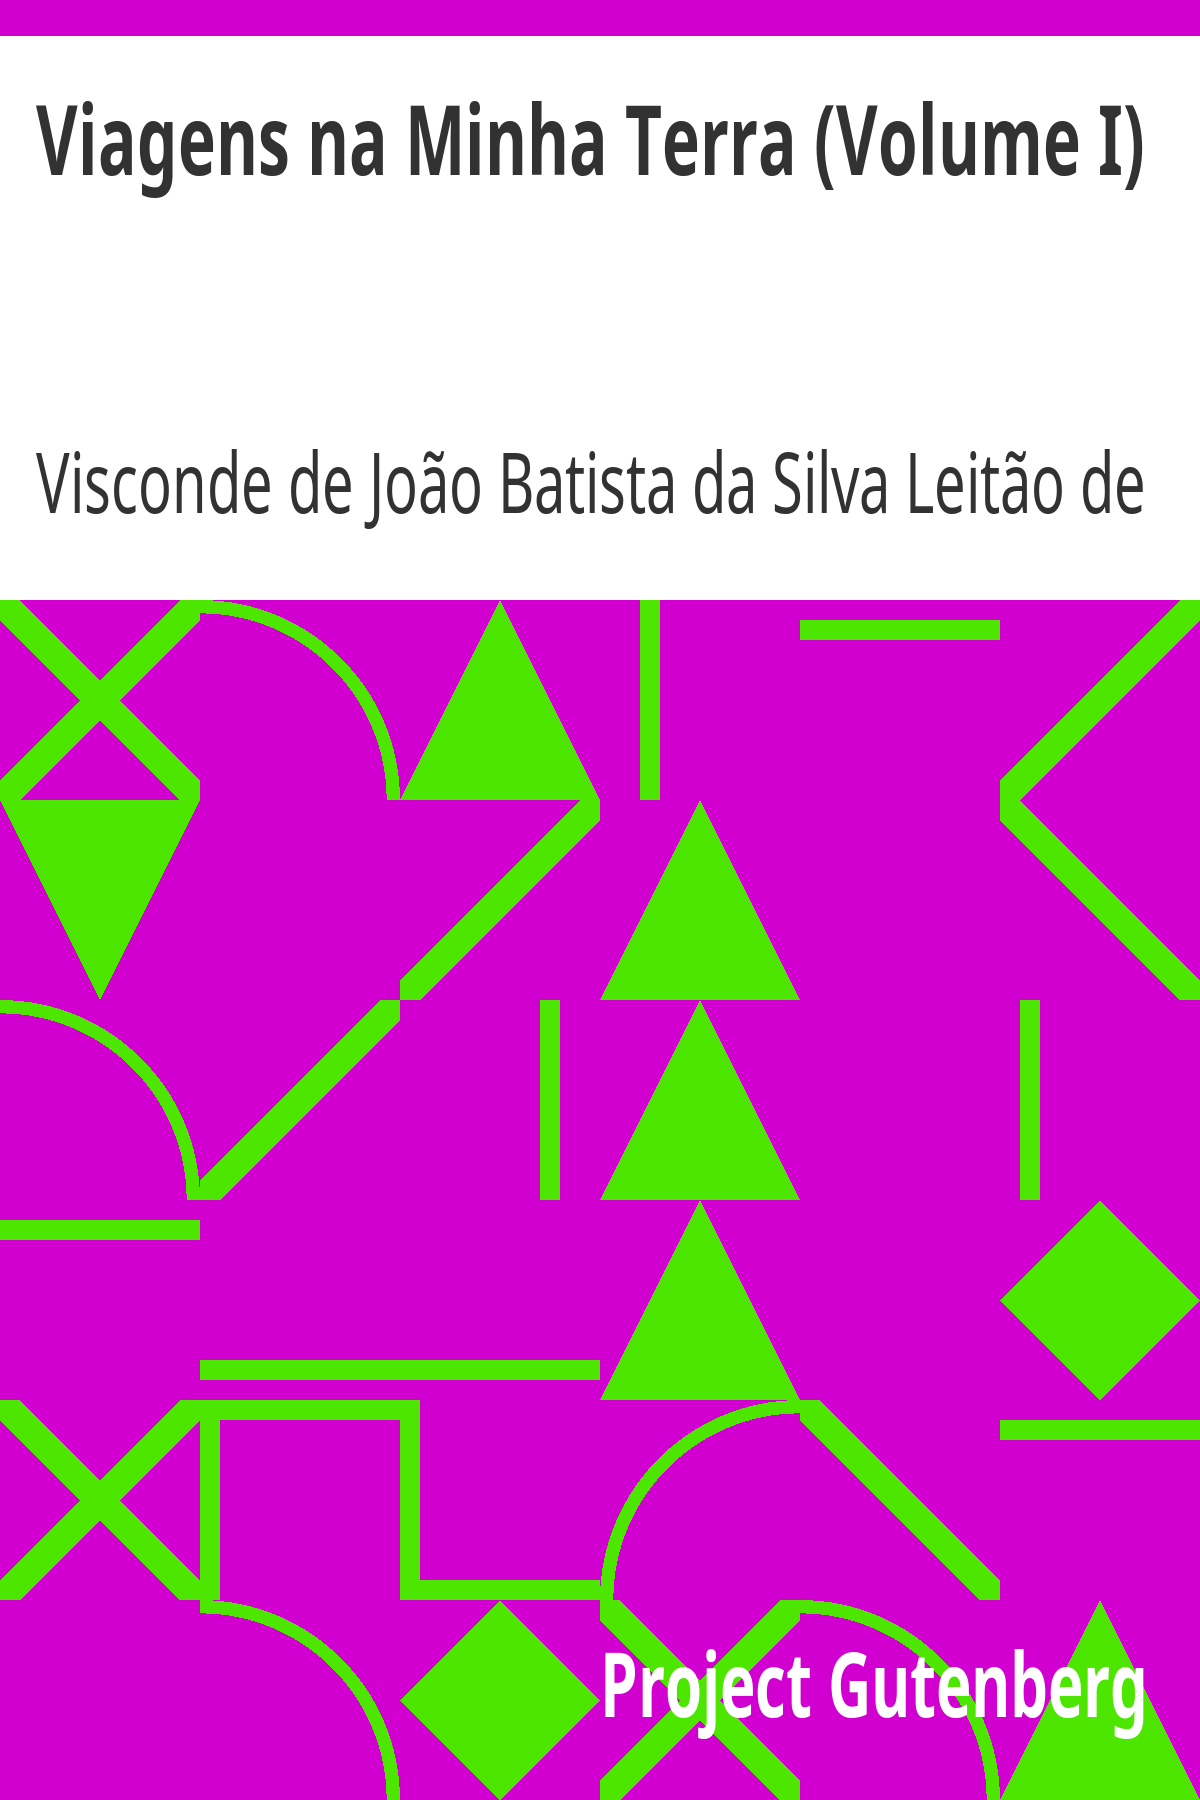 Viagens na Minha Terra (Volume I)
Visconde de João Batista da Silva Leitão de
Project Gutenberg